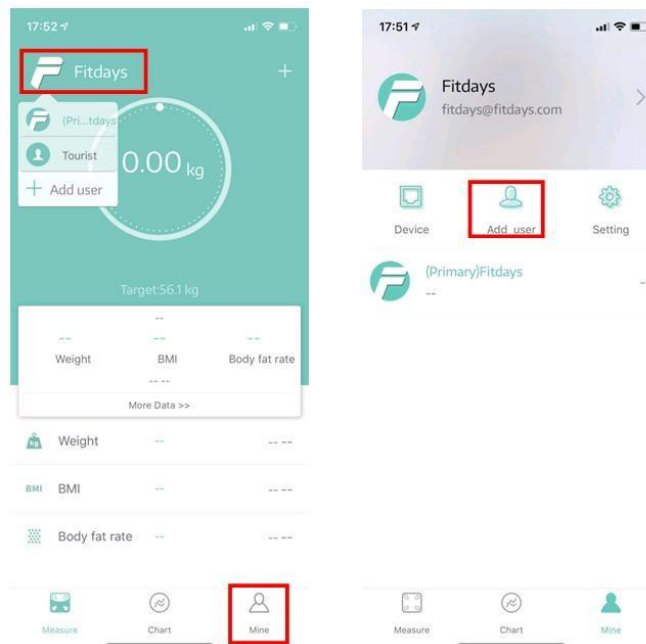 17:52
Fitdays
+
(Pri...tdays
Tourist
+ Add user
0.00 kg
Target:56.1 kg
--
-- -- --
Weight BMI Body fat rate
-- --
More Data >>
kg Weight -- -- --
BMI BMI -- -- --
Body fat rate -- -- --
Measure Chart Mine
17:51
Fitdays
fitdays@fitdays.com
Device Add user Setting
(Primary)Fitdays
--
Measure Chart Mine